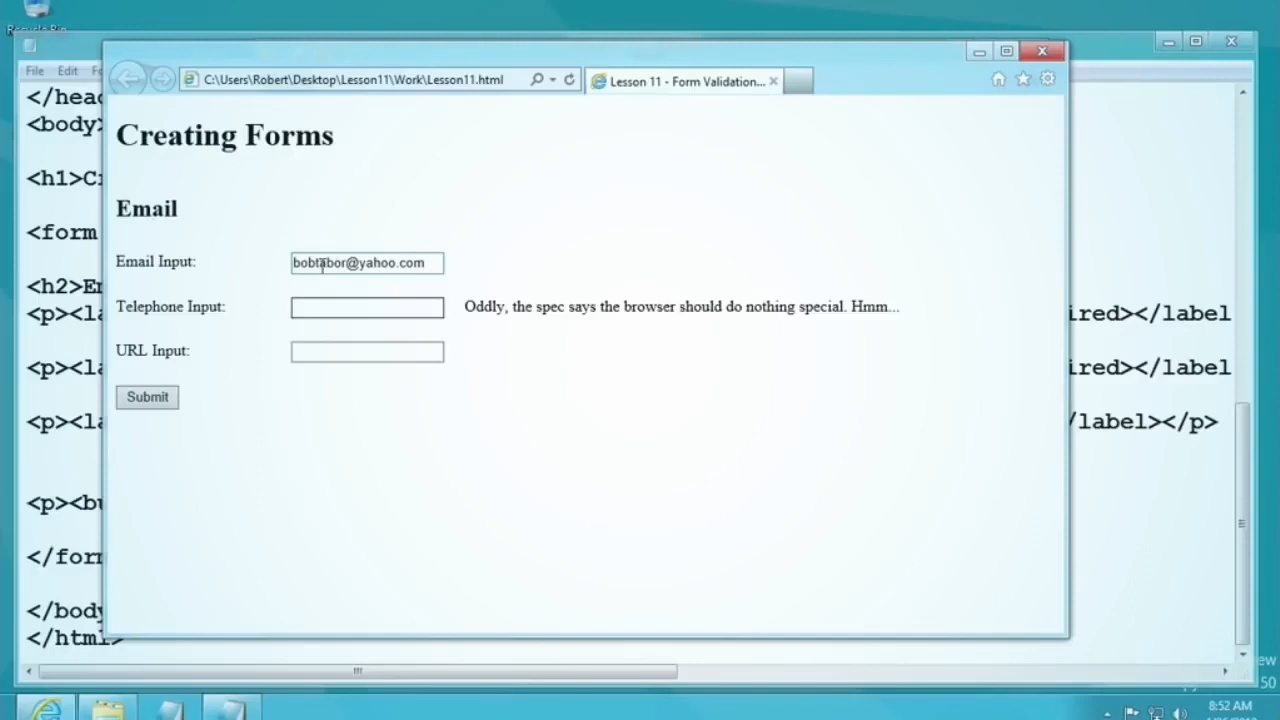 Recycle Bin
File Edit
C:\Users\Robert\Desktop\Lesson11\Work\Lesson11.html
Lesson 11 - Form Validation...
</head
<body>
Creating Forms
<h1>C
Email
<form
Email Input: bobtabor@yahoo.com
<h2>E
Telephone Input: Oddly, the spec says the browser should do nothing special. Hmm...
<p><la ired></label
URL Input:
<p><la ired></label
Submit
<p><la /label></p>
<p><bu
</form
</body
</html>
8:52 AM